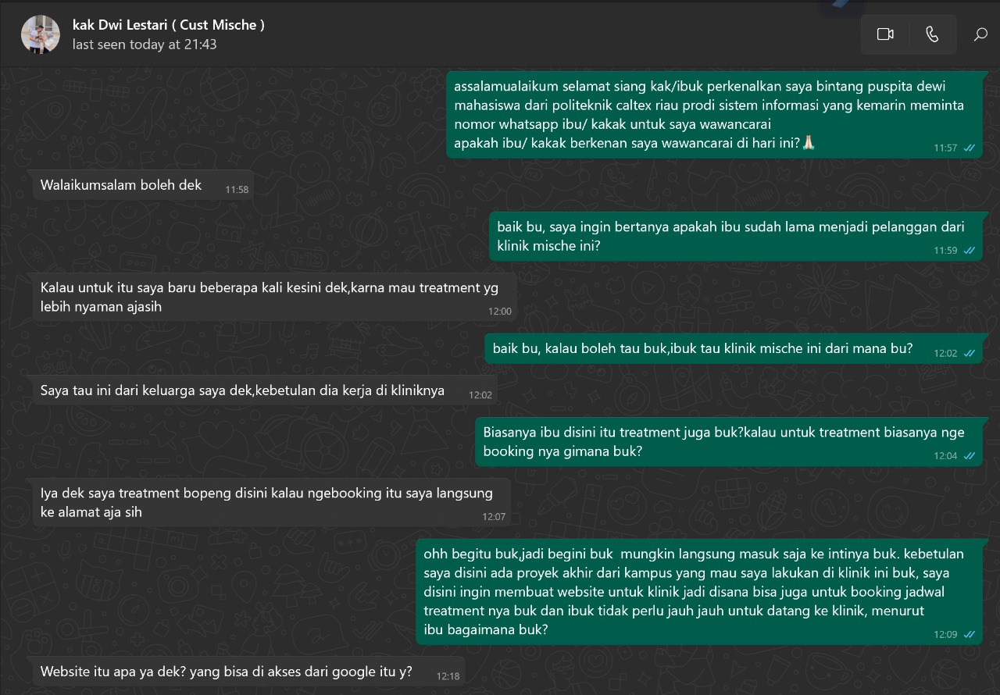 kak Dwi Lestari ( Cust Mische )
last seen today at 21:43
assalamualaikum selamat siang kak/ibuk perkenalkan saya bintang puspita dewi
mahasiswa dari politeknik caltex riau prodi sistem informasi yang kemarin meminta
nomor whatsapp ibu/ kakak untuk saya wawancarai
apakah ibu/ kakak berkenan saya wawancarai di hari ini?🙏🏻
11:57
Walaikumsalam boleh dek
11:58
baik bu, saya ingin bertanya apakah ibu sudah lama menjadi pelanggan dari
klinik mische ini?
11:59
Kalau untuk itu saya baru beberapa kali kesini dek,karna mau treatment yg
lebih nyaman ajasih
12:00
baik bu, kalau boleh tau buk,ibuk tau klinik mische ini dari mana bu?
12:02
Saya tau ini dari keluarga saya dek,kebetulan dia kerja di kliniknya
12:02
Biasanya ibu disini itu treatment juga buk?kalau untuk treatment biasanya nge
booking nya gimana buk?
12:04
Iya dek saya treatment bopeng disini kalau ngebooking itu saya langsung
ke alamat aja sih
12:07
ohh begitu buk,jadi begini buk  mungkin langsung masuk saja ke intinya buk. kebetulan
saya disini ada proyek akhir dari kampus yang mau saya lakukan di klinik ini buk, saya
disini ingin membuat website untuk klinik jadi disana bisa juga untuk booking jadwal
treatment nya buk dan ibuk tidak perlu jauh jauh untuk datang ke klinik, menurut
ibu bagaimana buk?
12:09
Website itu apa ya dek? yang bisa di akses dari google itu y?
12:18